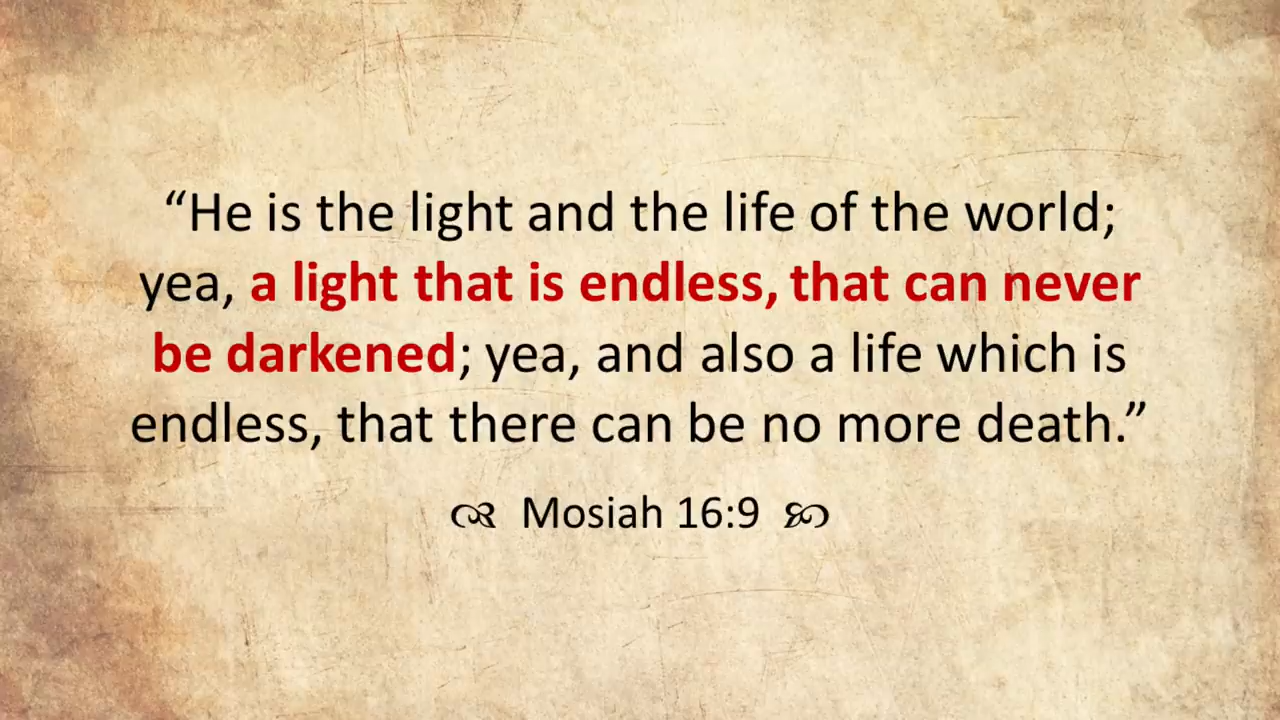 “He is the light and the life of the world;
yea, a light that is endless, that can never
be darkened; yea, and also a life which is
endless, that there can be no more death.”
Mosiah 16:9